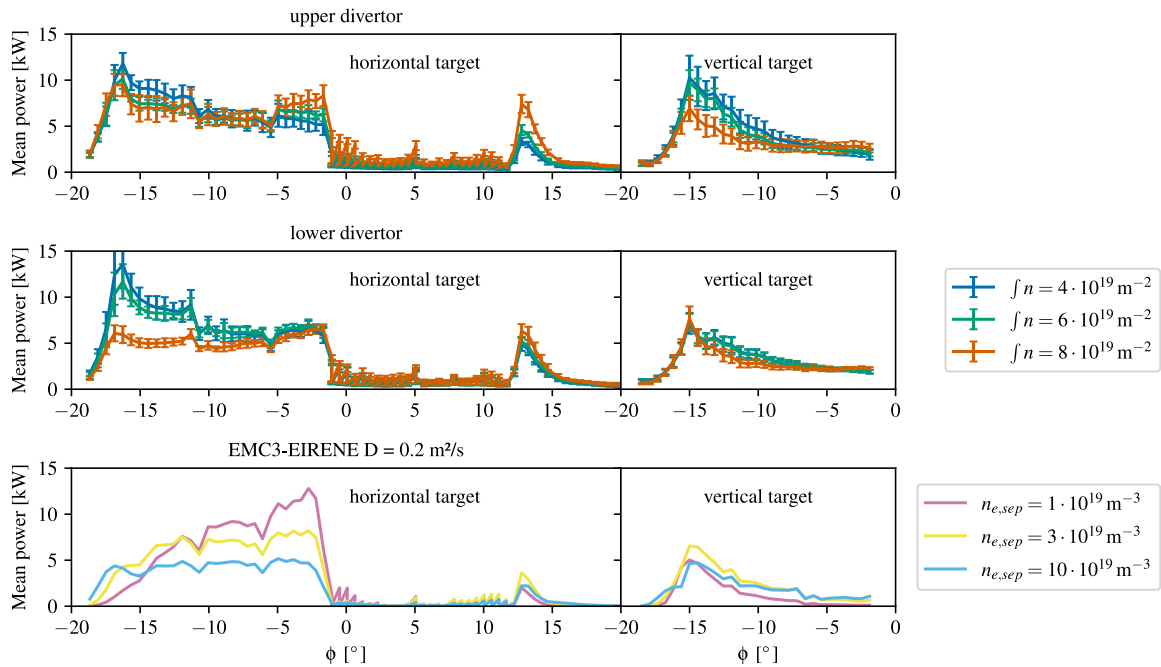 upper divertor
Mean power [kW]
15
10
5
0
horizontal target
vertical target
−20 −15 −10 −5 0 5 10 15 −20 −15 −10 −5 0
lower divertor
Mean power [kW]
15
10
5
0
horizontal target
vertical target
−20 −15 −10 −5 0 5 10 15 −20 −15 −10 −5 0
∫ n = 4 · 10¹⁹ m⁻²
∫ n = 6 · 10¹⁹ m⁻²
∫ n = 8 · 10¹⁹ m⁻²
EMC3-EIRENE D = 0.2 m²/s
Mean power [kW]
15
10
5
0
horizontal target
vertical target
−20 −15 −10 −5 0 5 10 15 −20 −15 −10 −5 0
ϕ [°]
ϕ [°]
n_{e,sep} = 1 · 10¹⁹ m⁻³
n_{e,sep} = 3 · 10¹⁹ m⁻³
n_{e,sep} = 10 · 10¹⁹ m⁻³